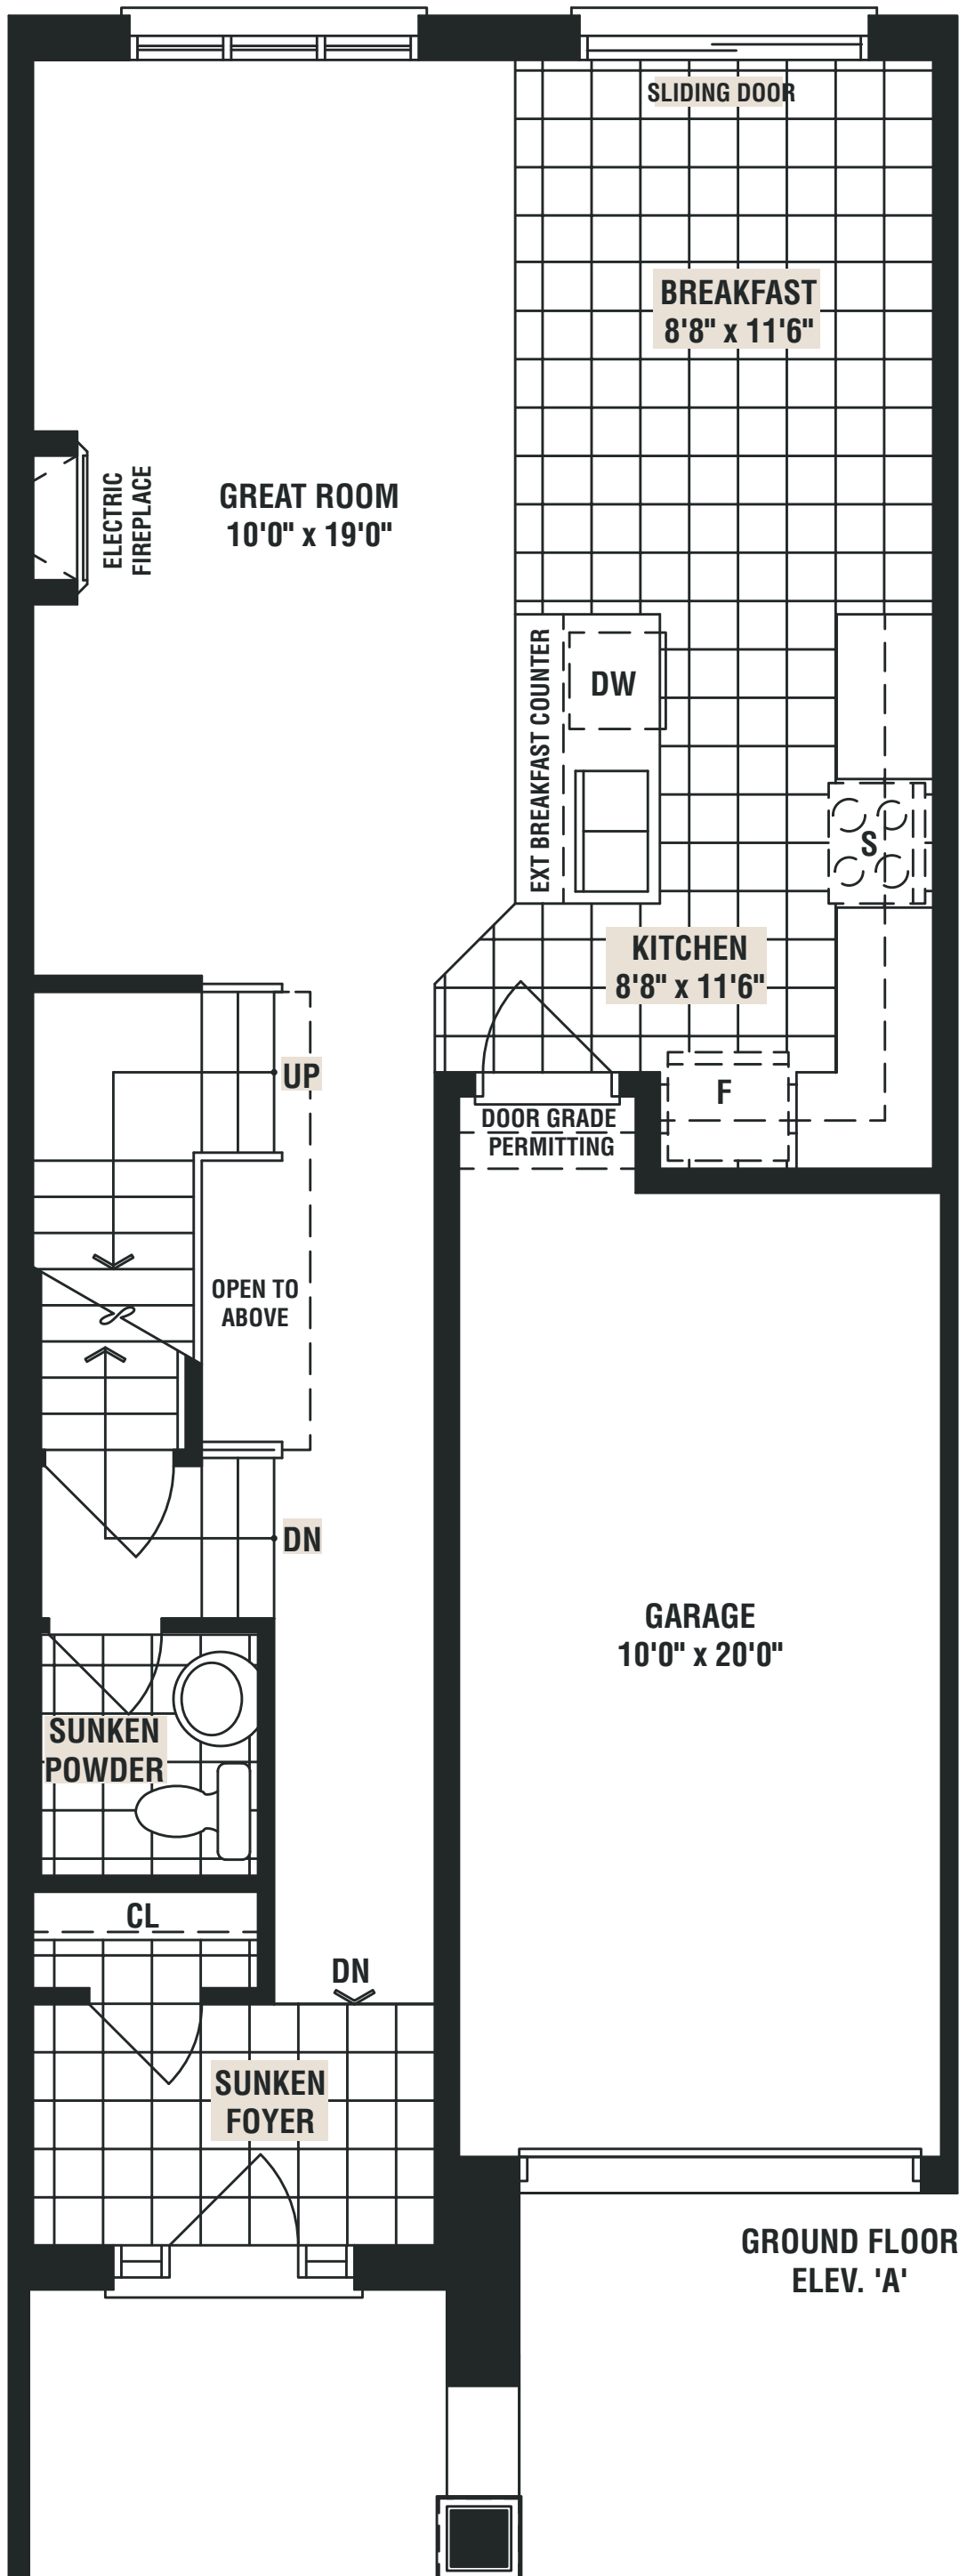 SLIDING DOOR
BREAKFAST
8'8" x 11'6"
GREAT ROOM
10'0" x 19'0"
ELECTRIC
FIREPLACE
EXT BREAKFAST COUNTER
DW
S
KITCHEN
8'8" x 11'6"
UP
F
DOOR GRADE
PERMITTING
OPEN TO
ABOVE
DN
GARAGE
10'0" x 20'0"
SUNKEN
POWDER
CL
DN
SUNKEN
FOYER
GROUND FLOOR
ELEV. 'A'